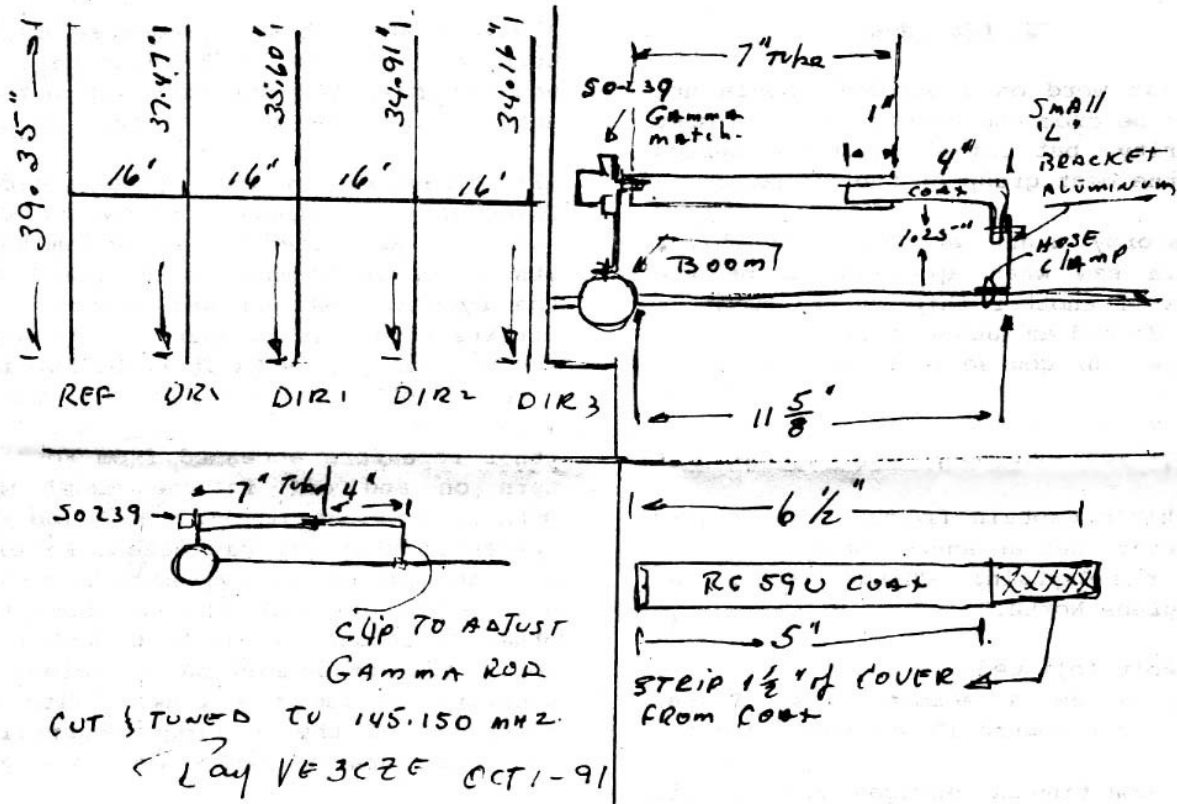 39.35"
37.47"
35.60"
34.91"
34.16"
16' 16' 16' 16'
REF DR1 DIR1 DIR2 DIR3
7" Tube
SO-239
GAMMA
match.
1"
4"
COAX
SMALL
"L"
BRACKET
ALUMINUM
1.25"
BOOM
HOSE
CLAMP
11 5/8"
7" Tube 4"
SO239
CLIP TO ADJUST
GAMMA ROD
CUT & TUNED TO 145.150 MHZ.
VE3CZE OCT 1-91
6 1/2"
RG 59U COAX XXXXX
5"
STRIP 1 1/2" of COVER
FROM COAX